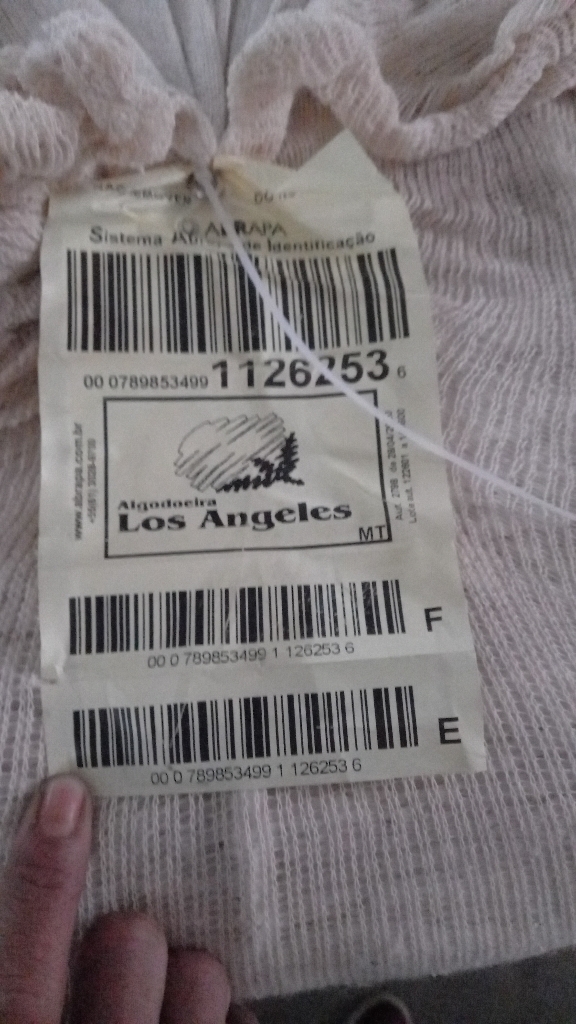 ABRAPA
Sistema Abrapa de Identificação
00 0789853499 1126253 6
www.abrapa.com.br
Algodoeira
Los Angeles
MT
F
00 0 789853499 1 126253 6
E
00 0 789853499 1 126253 6